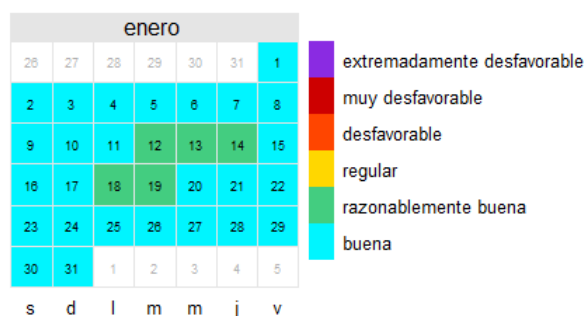 enero
26 27 28 29 30 31 1
2 3 4 5 6 7 8
9 10 11 12 13 14 15
16 17 18 19 20 21 22
23 24 25 26 27 28 29
30 31 1 2 3 4 5
s d l m m j v
extremadamente desfavorable
muy desfavorable
desfavorable
regular
razonablemente buena
buena